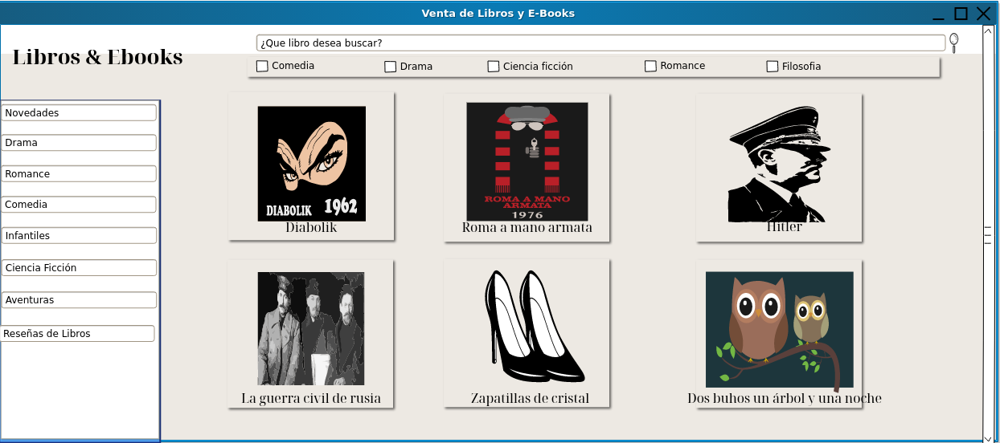 Venta de Libros y E-Books
¿Que libro desea buscar?
Libros & Ebooks
Comedia
Drama
Ciencia ficción
Romance
Filosofia
Novedades
Drama
Romance
Comedia
Infantiles
Ciencia Ficción
Aventuras
Reseñas de Libros
DIABOLIK 1962
Diabolik
ROMA A MANO
ARMATA
1976
Roma a mano armata
Hitler
La guerra civil de rusia
Zapatillas de cristal
Dos buhos un árbol y una noche